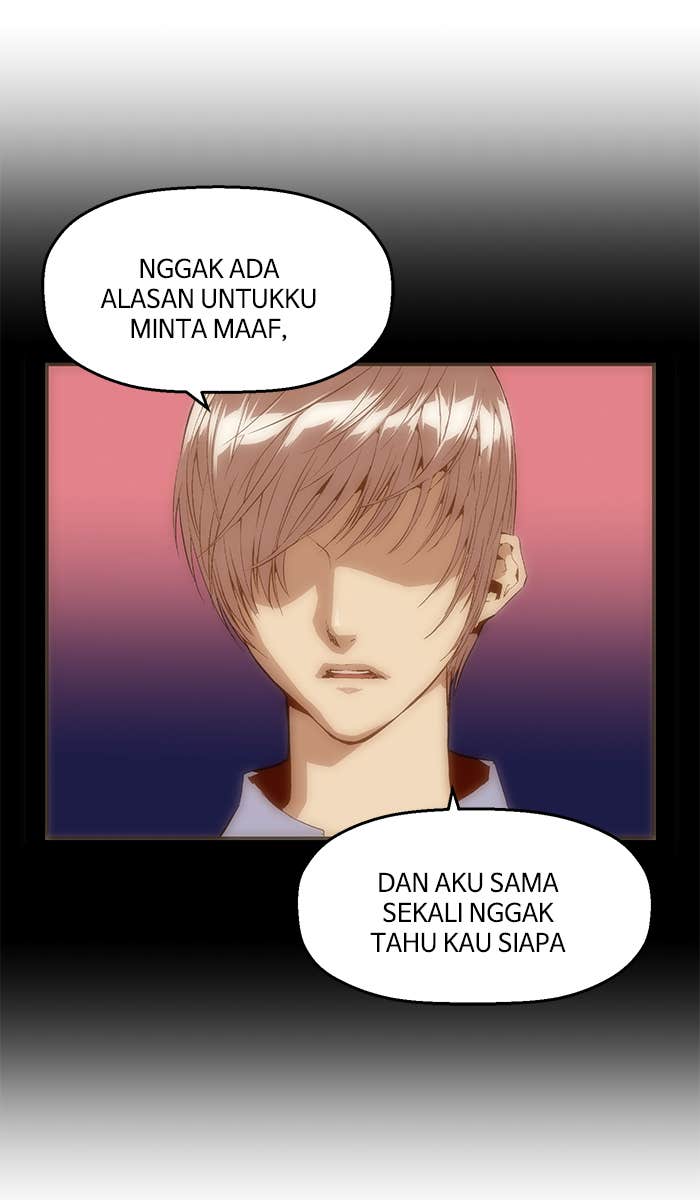 NGGAK ADA
ALASAN UNTUKKU
MINTA MAAF,
DAN AKU SAMA
SEKALI NGGAK
TAHU KAU SIAPA